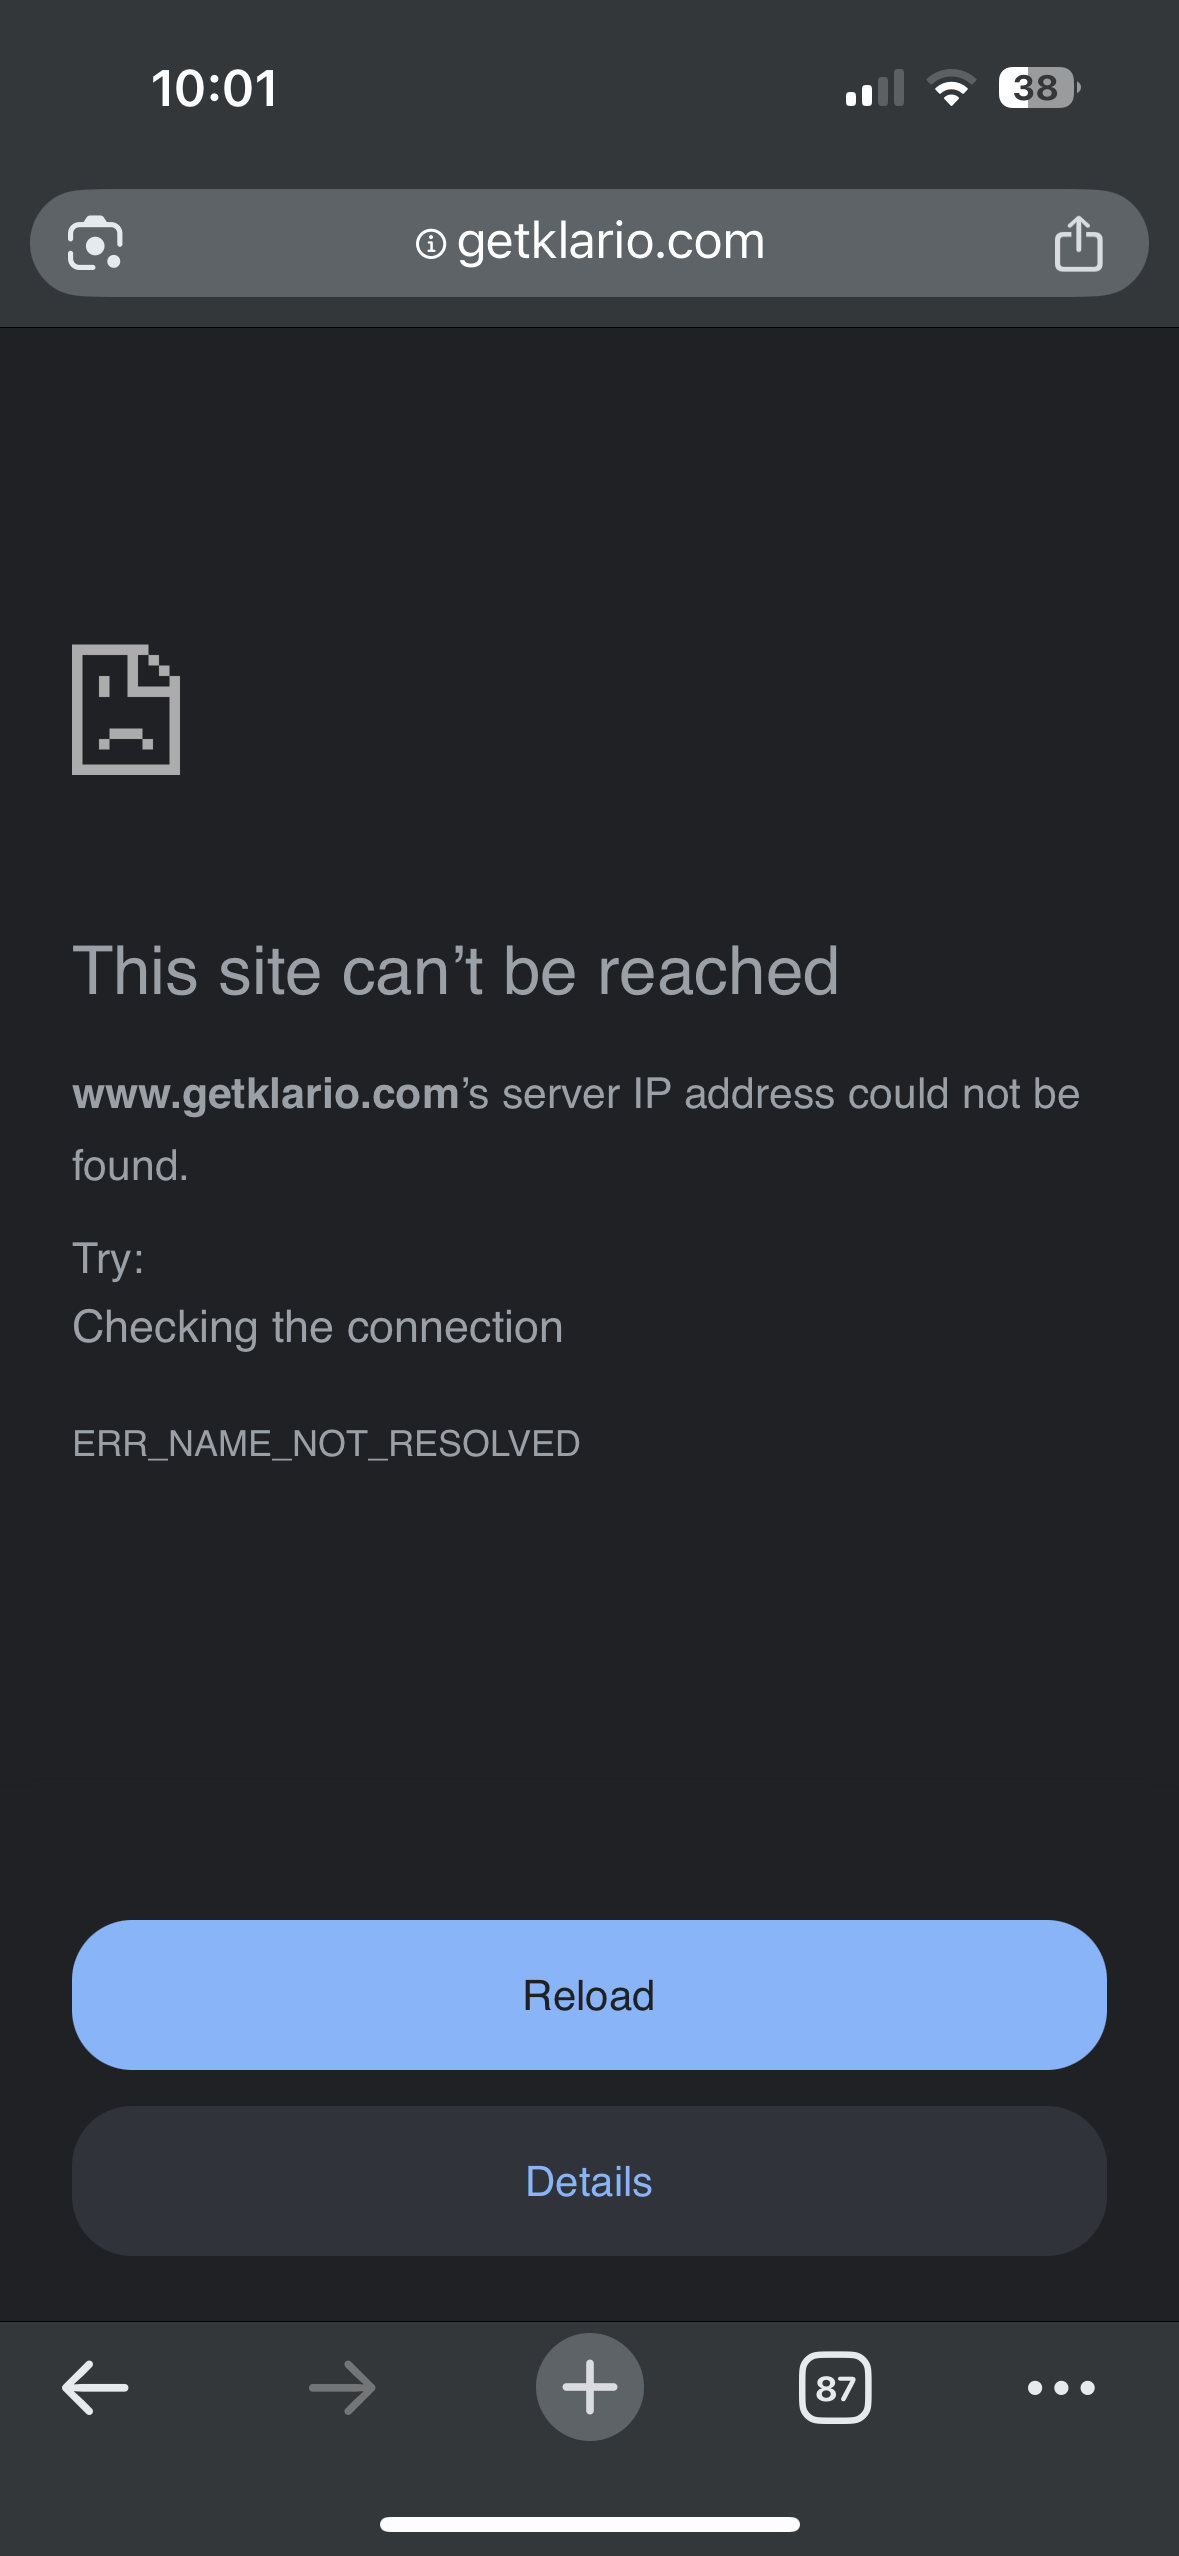 10:01
38
getklario.com
This site can’t be reached
www.getklario.com’s server IP address could not be
found.
Try:
Checking the connection
ERR_NAME_NOT_RESOLVED
Reload
Details
87